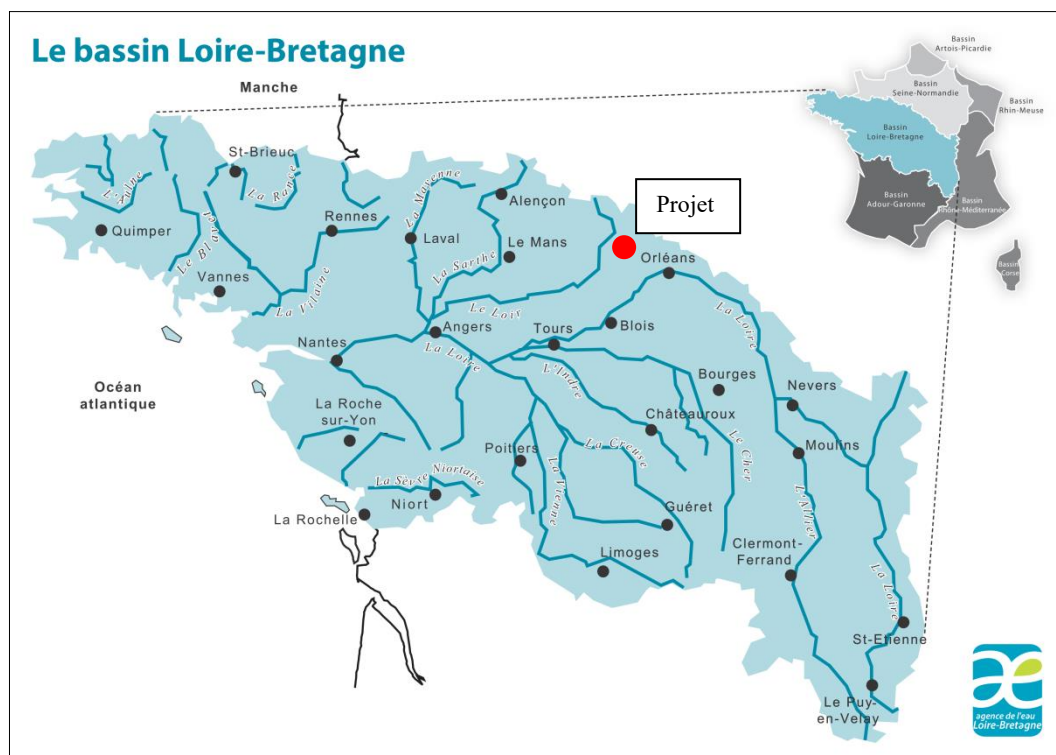 Le bassin Loire-Bretagne
Manche
Bassin
Artois-Picardie
Bassin
Seine-Normandie
Bassin
Rhin-Meuse
Bassin
Loire-Bretagne
Bassin
Adour-Garonne
Bassin
Rhône-Méditerranée
Bassin
Corse
Projet
St-Brieuc
L'Aulne
La Rance
Quimper
Le Blavet
Rennes
Vannes
La Vilaine
La Mayenne
Laval
Alençon
Le Mans
La Sarthe
Le Loir
Orléans
Angers
Tours
Blois
La Loire
La Loire
Nantes
L'Indre
Bourges
Nevers
Océan
atlantique
La Roche
sur-Yon
Châteauroux
Le Cher
Moulins
Poitiers
La Creuse
La Vienne
La Sèvre Niortaise
Niort
Guéret
L'Allier
La Rochelle
Limoges
Clermont-
Ferrand
La Loire
St-Etienne
Le Puy-
en-Velay
agence de l'eau
Loire-Bretagne